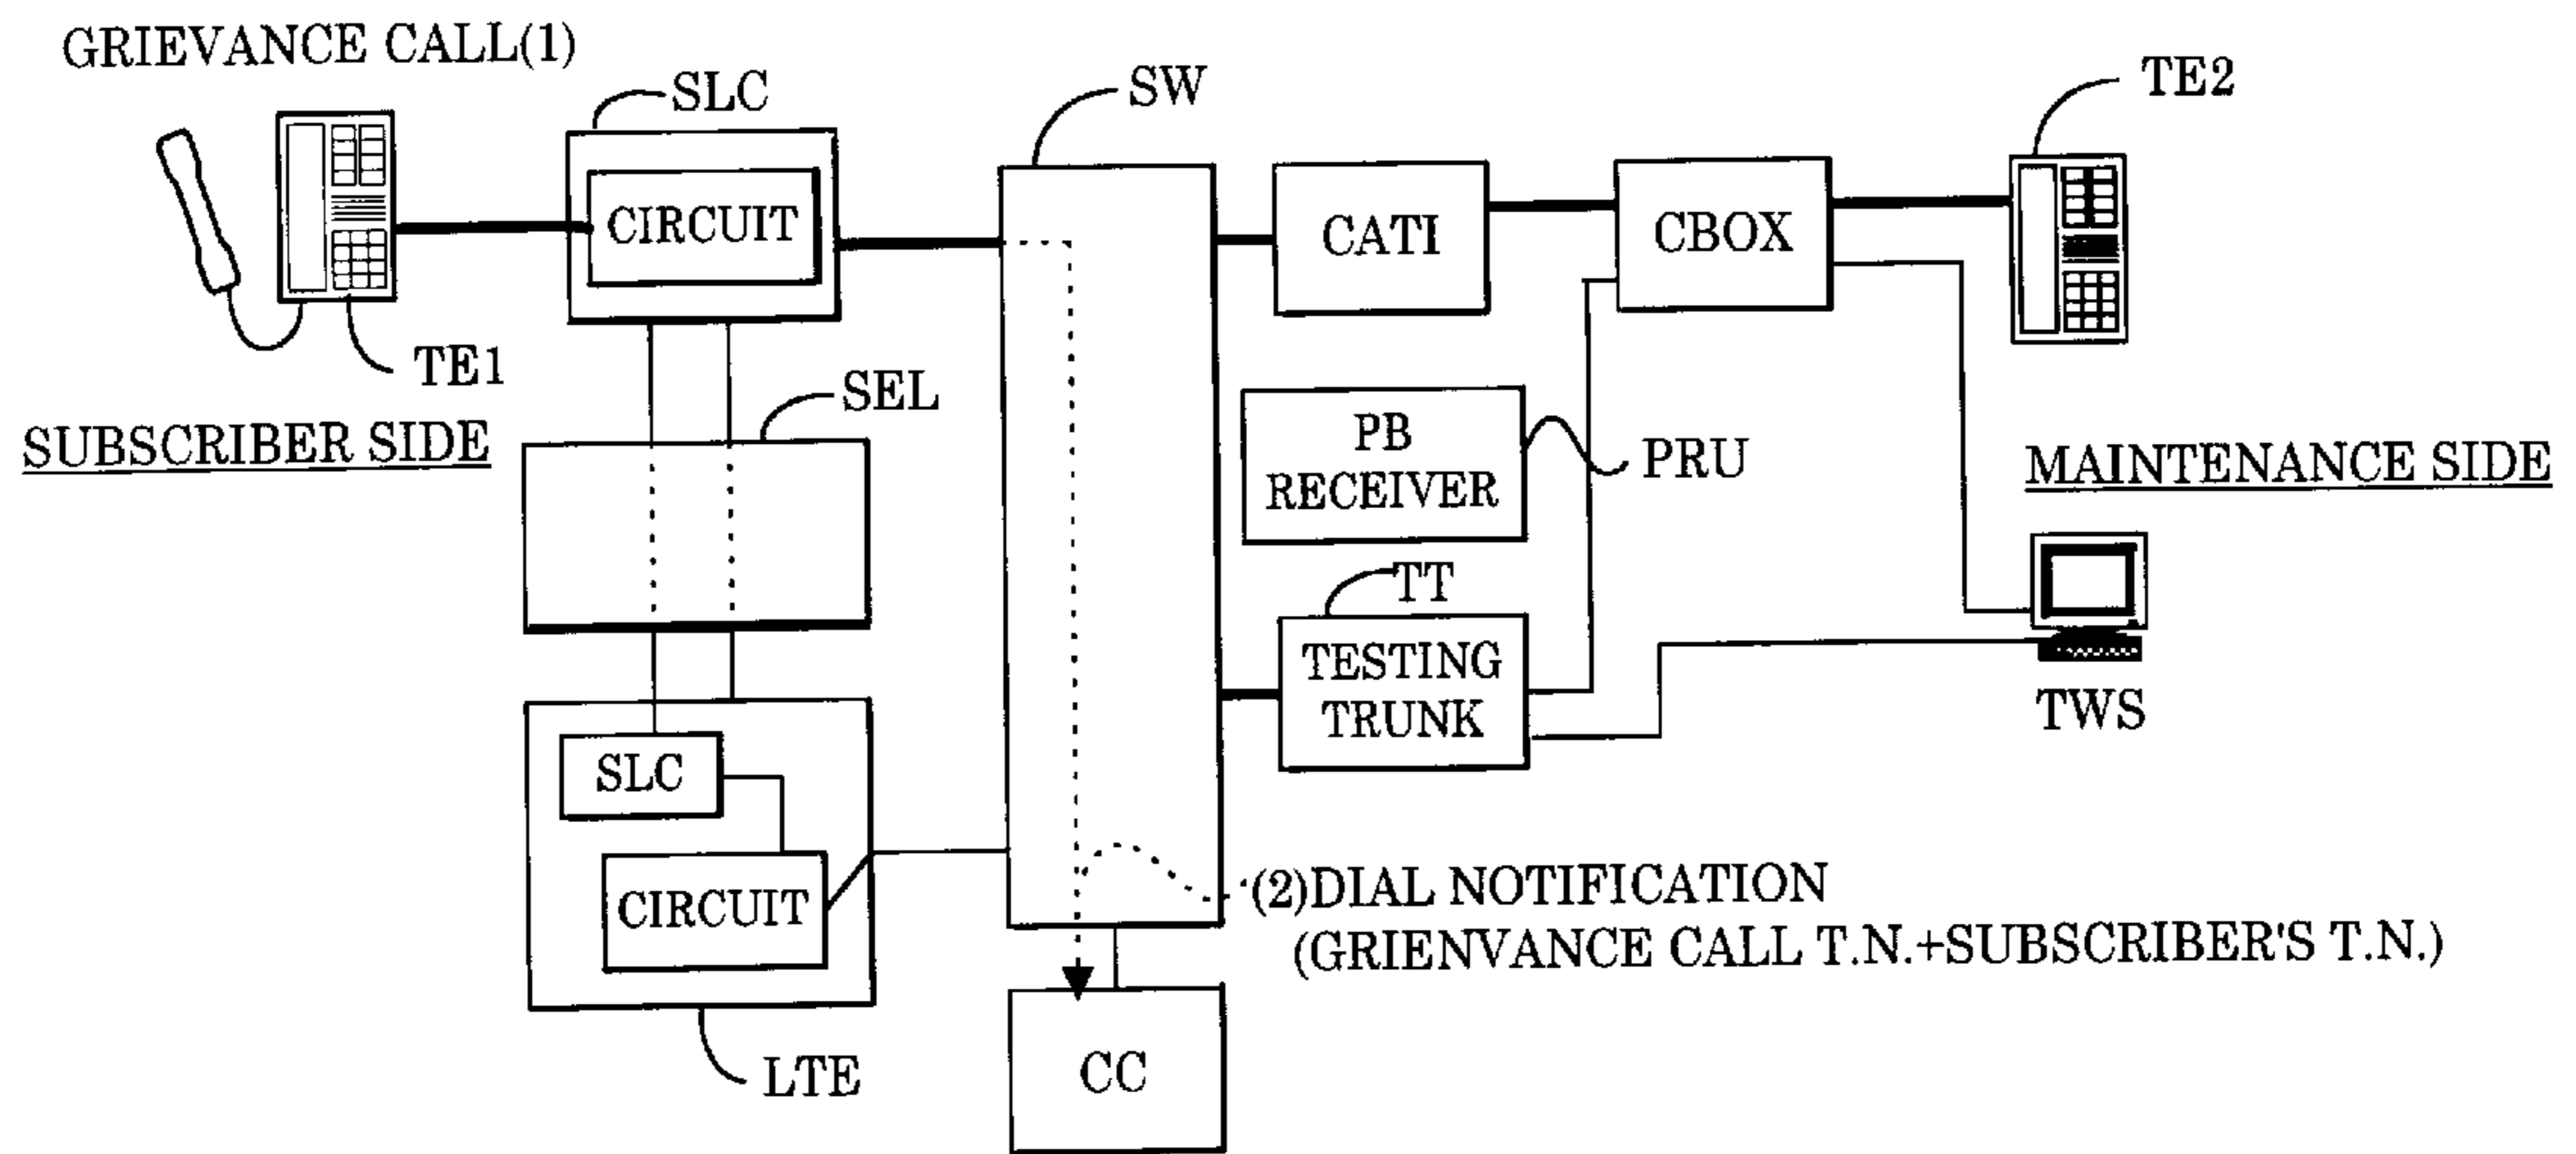 GRIEVANCE CALL(1)
SLC
SW
TE2
CIRCUIT
CATI
CBOX
TE1
SEL
SUBSCRIBER SIDE
PB
RECEIVER
PRU
MAINTENANCE SIDE
TT
TESTING
TRUNK
TWS
SLC
CIRCUIT
(2)DIAL NOTIFICATION
(GRIENVANCE CALL T.N.+SUBSCRIBER'S T.N.)
LTE
CC